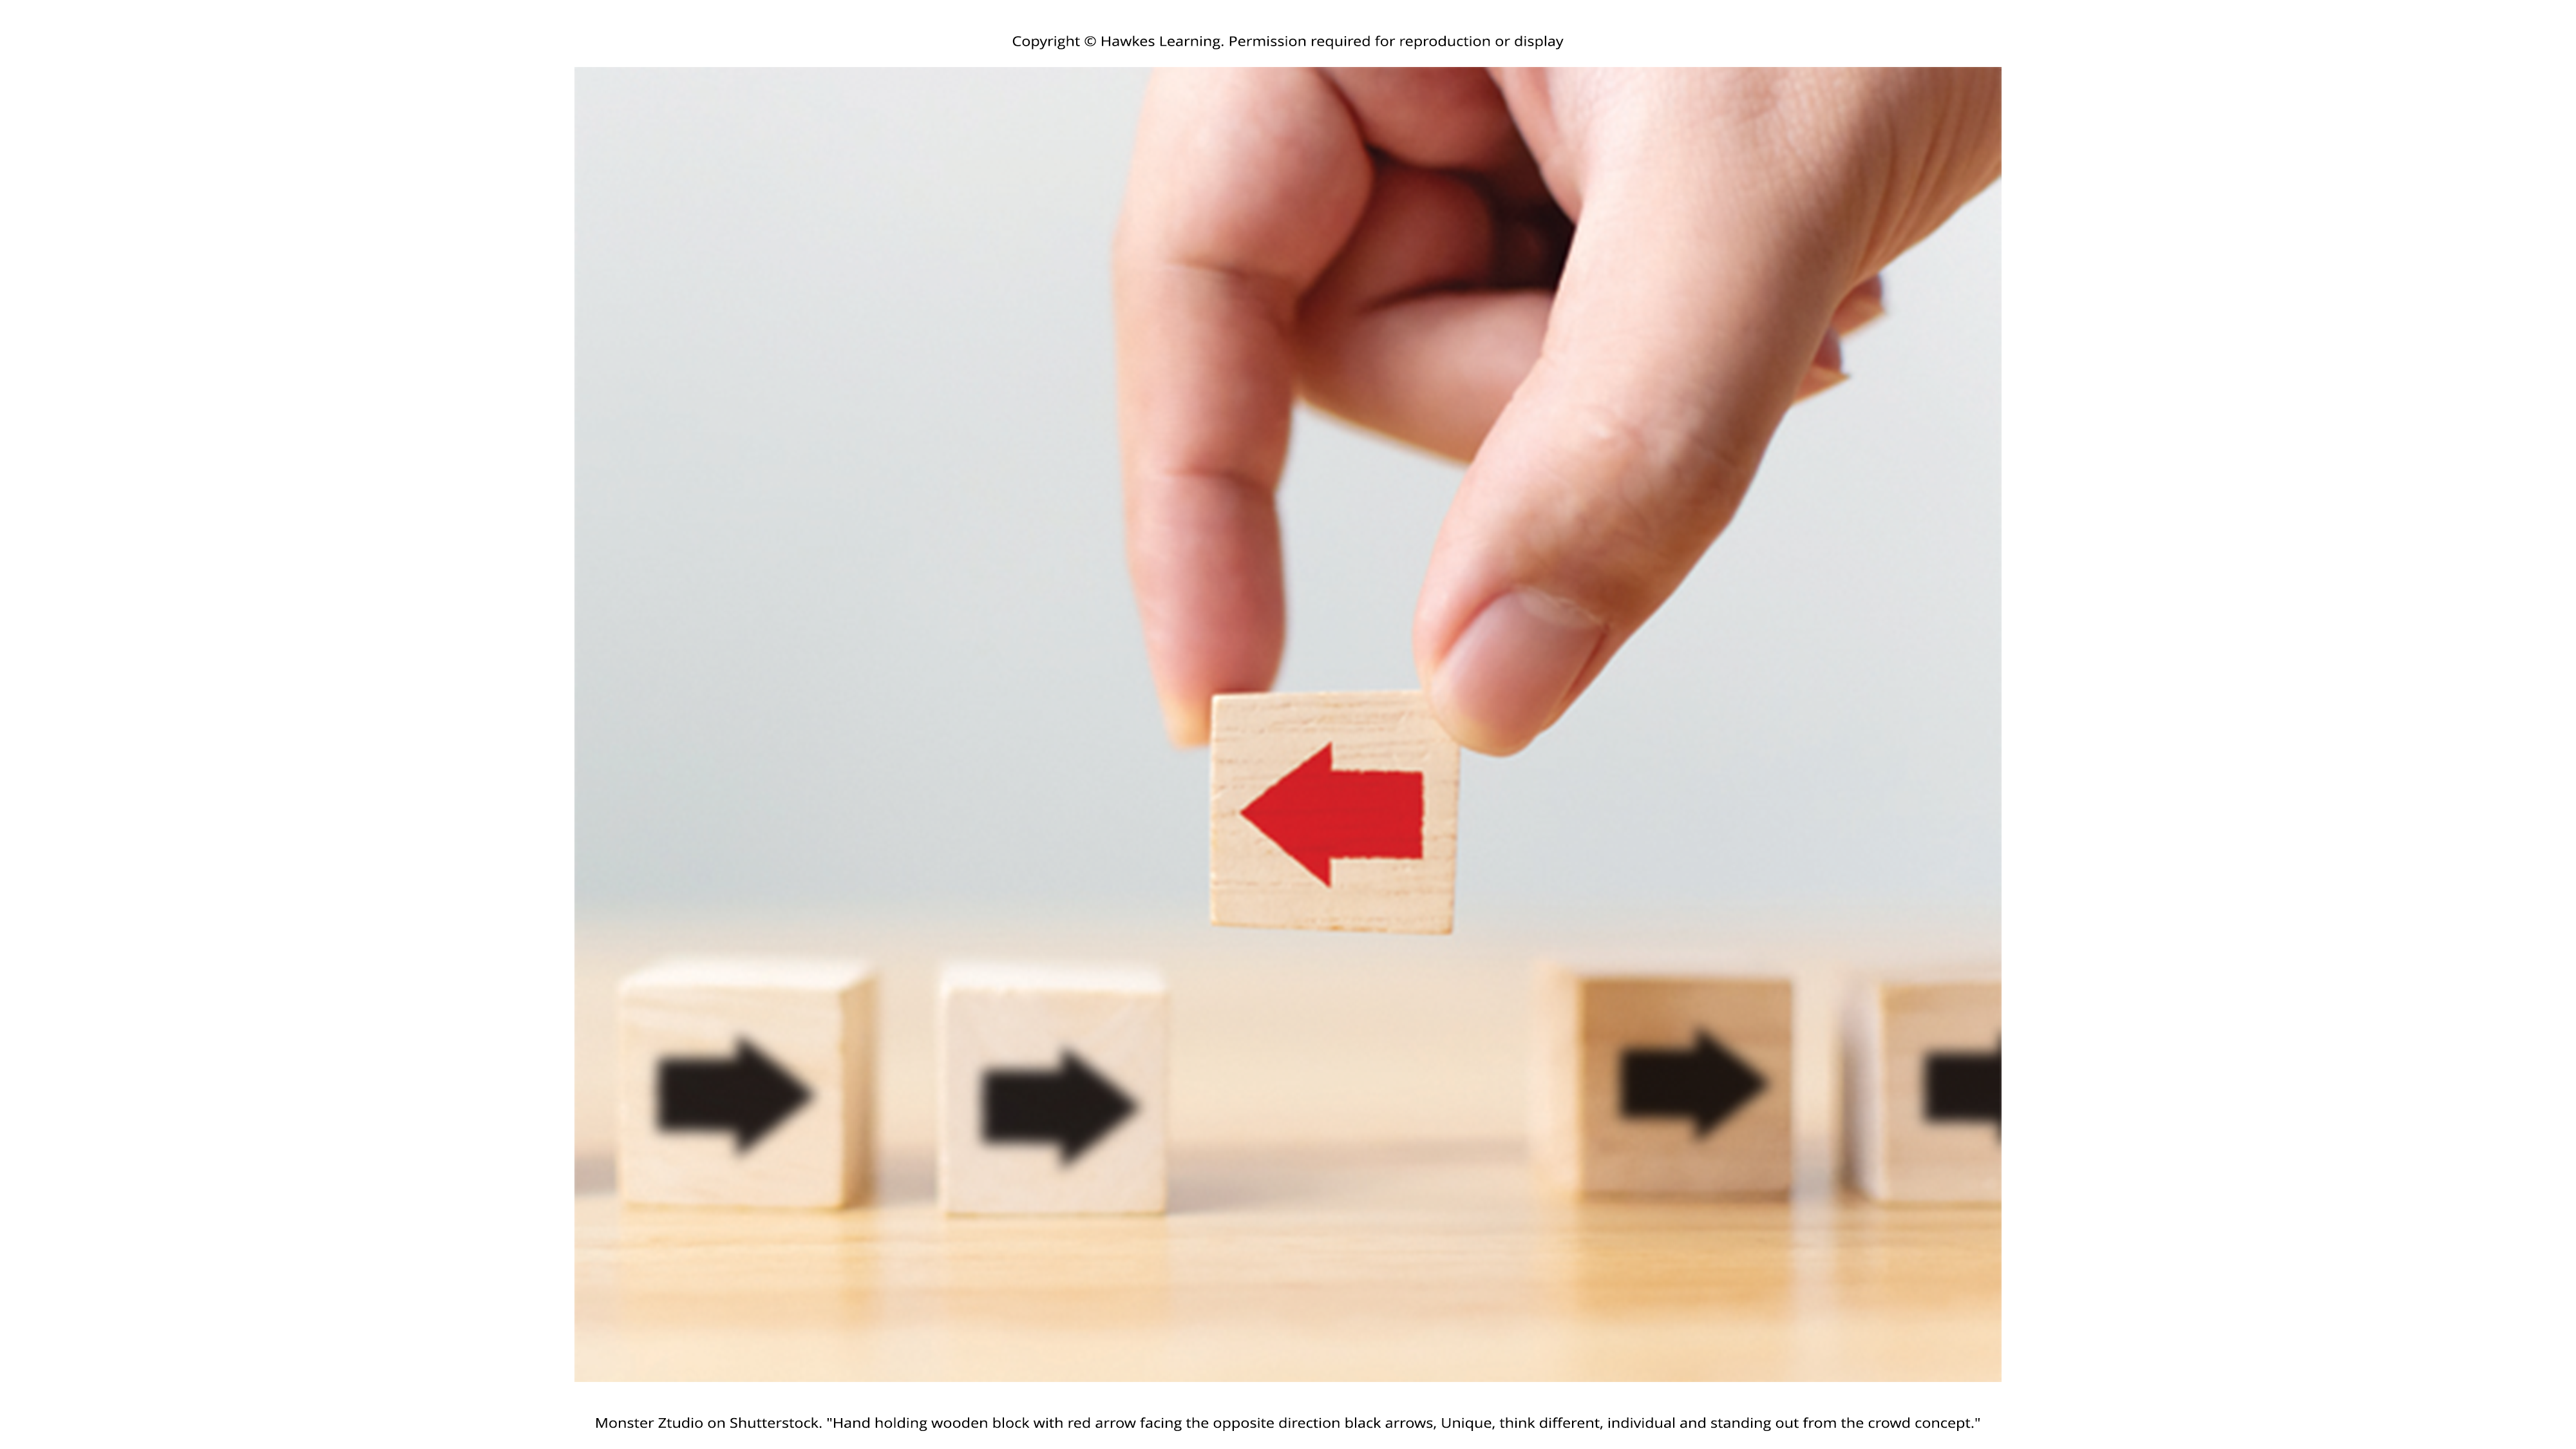 Copyright © Hawkes Learning. Permission required for reproduction or display
Monster Ztudio on Shutterstock. "Hand holding wooden block with red arrow facing the opposite direction black arrows, Unique, think different, individual and standing out from the crowd concept."